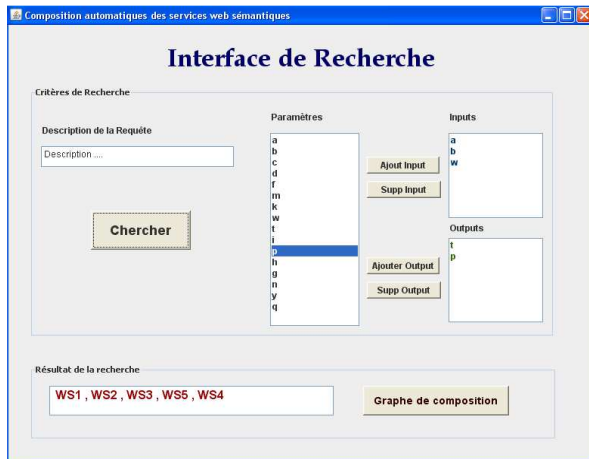 Composition automatiques des services web sémantiques
Interface de Recherche
Critères de Recherche
Description de la Requéte
Description ....
Chercher
Paramètres
a
b
c
d
f
m
k
w
t
i
p
h
g
n
y
q
Ajout Input
Supp Input
Ajouter Output
Supp Output
Inputs
a
b
w
Outputs
t
p
Résultat de la recherche
WS1 , WS2 , WS3 , WS5 , WS4
Graphe de composition